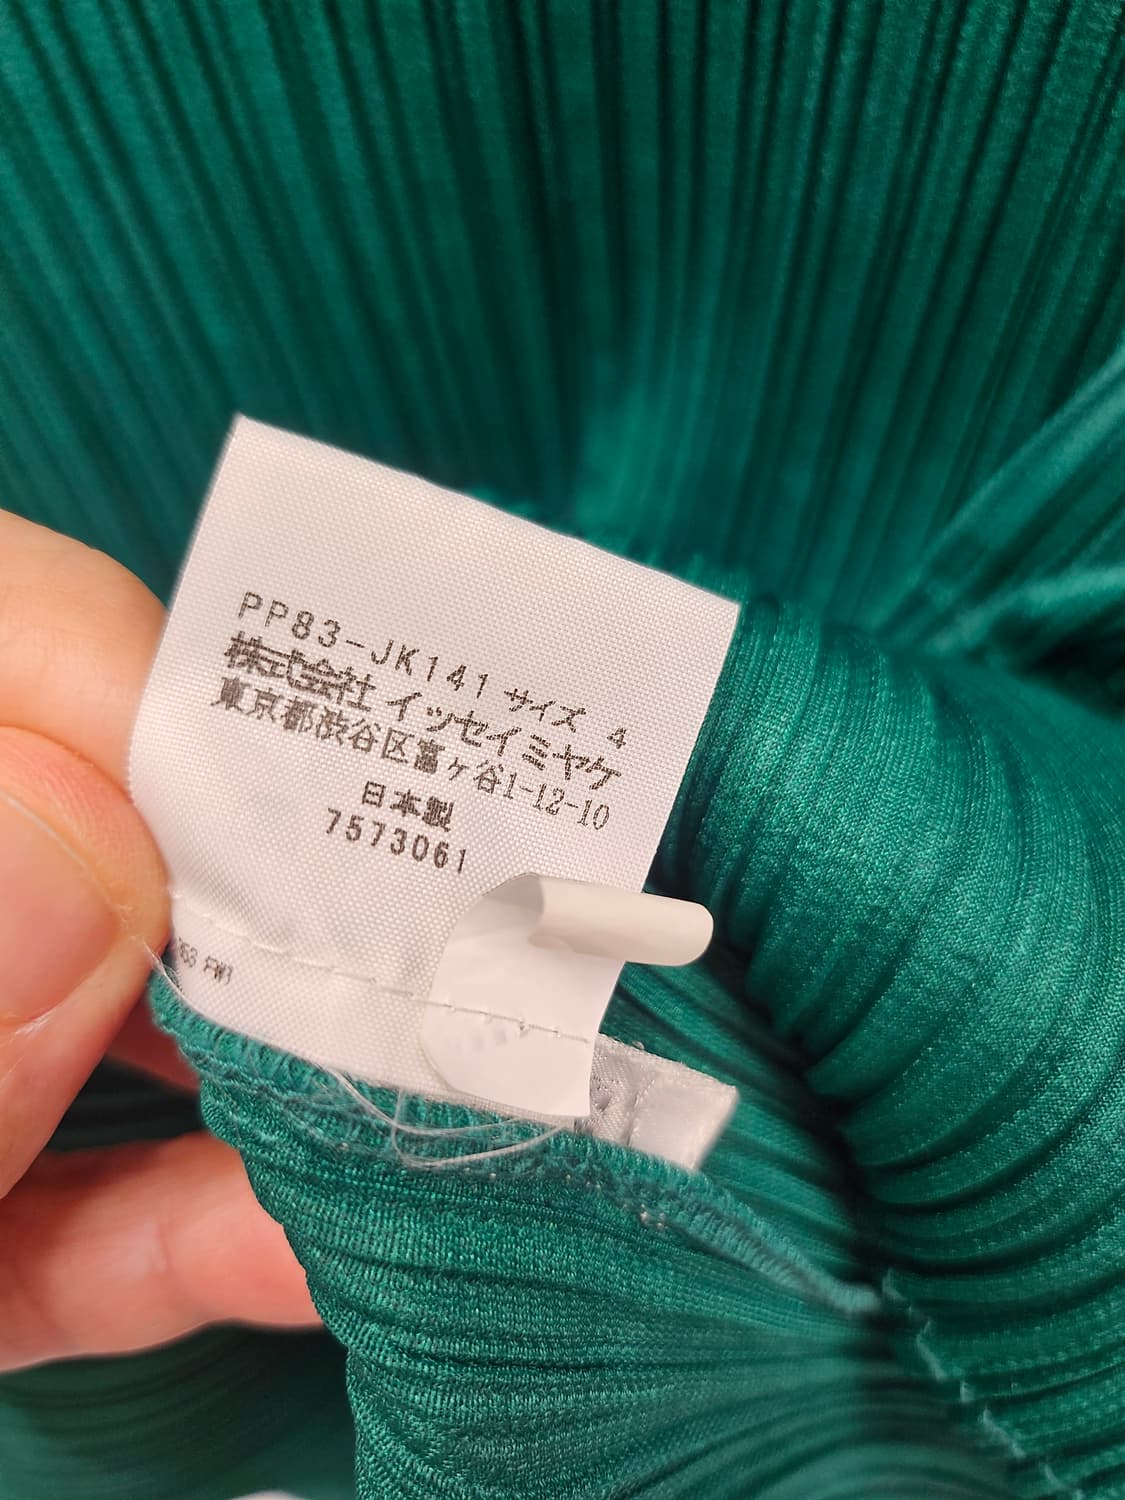 PP83-JK141 サイズ 4
株式会社 イッセイミヤケ
東京都渋谷区富ヶ谷1-12-10
日本製
7573061